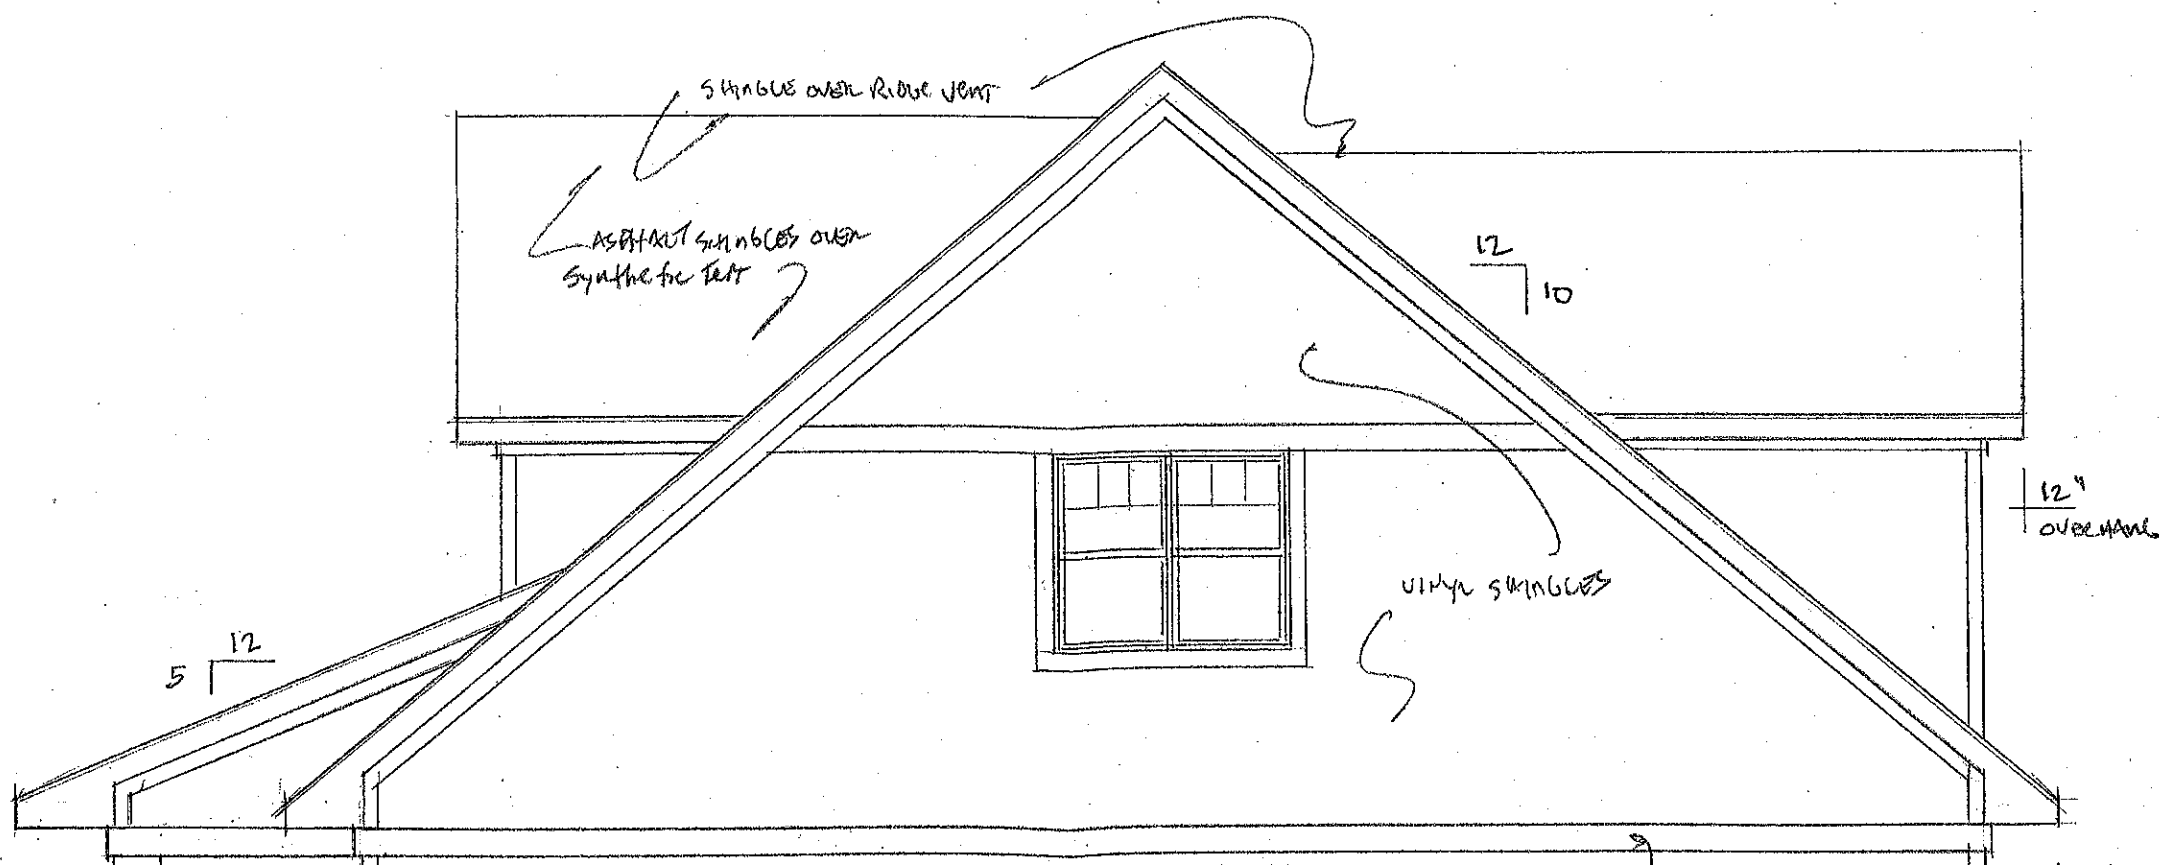 SHINGLE OVER RIDGE VENT
ASPHALT SHINGLES OVER
Synthetic Felt
12
10
12"
OVERHANG
VINYL SHINGLES
12
5